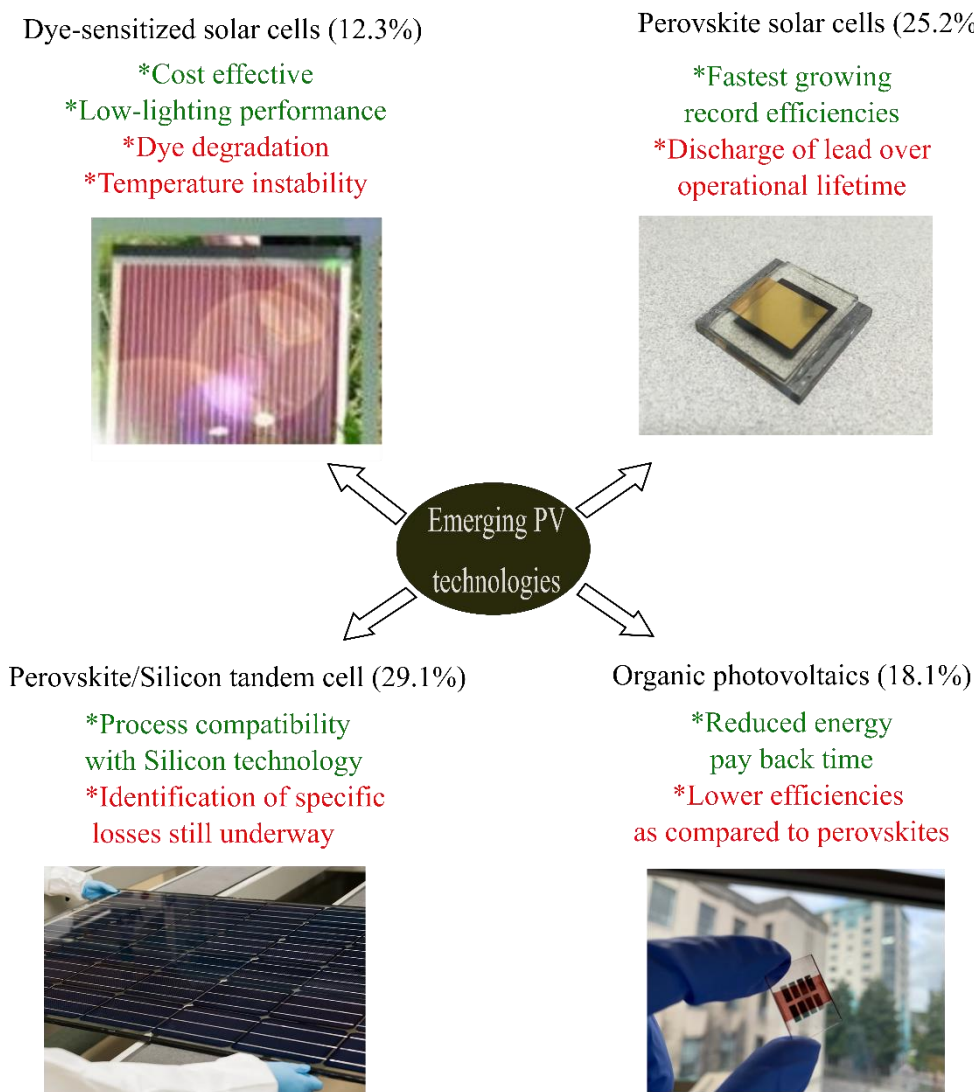 Dye-sensitized solar cells (12.3%)
*Cost effective
*Low-lighting performance
*Dye degradation
*Temperature instability
Perovskite solar cells (25.2%
*Fastest growing
record efficiencies
*Discharge of lead over
operational lifetime
Emerging PV
technologies
Perovskite/Silicon tandem cell (29.1%)
*Process compatibility
with Silicon technology
*Identification of specific
losses still underway
Organic photovoltaics (18.1%)
*Reduced energy
pay back time
*Lower efficiencies
as compared to perovskites